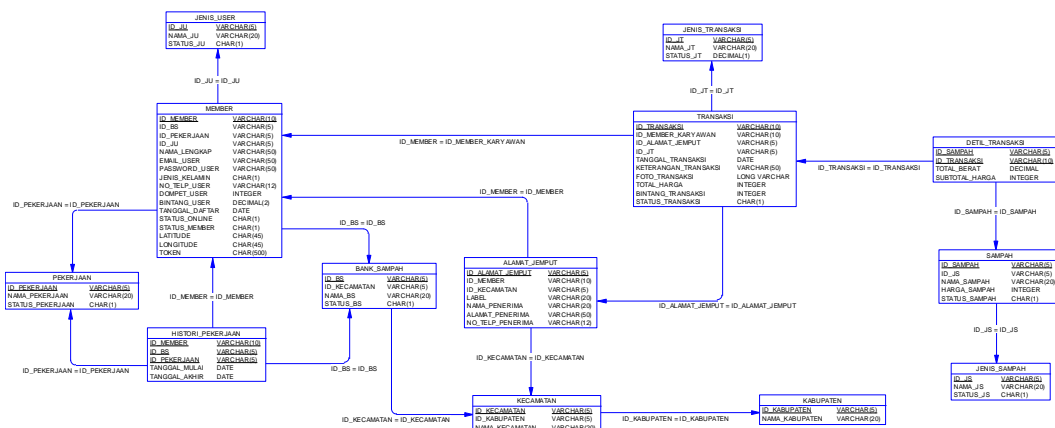 JENIS_USER
ID_JU VARCHAR(5)
NAMA_JU VARCHAR(20)
STATUS_JU CHAR(1)
JENIS_TRANSAKSI
ID_JT VARCHAR(5)
NAMA_JT VARCHAR(20)
STATUS_JT DECIMAL(1)
ID_JU = ID_JU
ID_JT = ID_JT
MEMBER
ID_MEMBER VARCHAR(10)
ID_BS VARCHAR(5)
ID_PEKERJAAN VARCHAR(5)
ID_JU VARCHAR(5)
NAMA_LENGKAP VARCHAR(50)
EMAIL_USER VARCHAR(50)
PASSWORD_USER VARCHAR(50)
JENIS_KELAMIN CHAR(1)
NO_TELP_USER VARCHAR(12)
DOMPET_USER INTEGER
BINTANG_USER DECIMAL(2)
TANGGAL_DAFTAR DATE
STATUS_ONLINE CHAR(1)
STATUS_MEMBER CHAR(1)
LATITUDE CHAR(45)
LONGITUDE CHAR(45)
TOKEN CHAR(500)
ID_MEMBER = ID_MEMBER_KARYAWAN
TRANSAKSI
ID_TRANSAKSI VARCHAR(10)
ID_MEMBER_KARYAWAN VARCHAR(10)
ID_ALAMAT_JEMPUT VARCHAR(5)
ID_JT VARCHAR(5)
TANGGAL_TRANSAKSI DATE
KETERANGAN_TRANSAKSI VARCHAR(50)
FOTO_TRANSAKSI LONG VARCHAR
TOTAL_HARGA INTEGER
BINTANG_TRANSAKSI INTEGER
STATUS_TRANSAKSI CHAR(1)
DETIL_TRANSAKSI
ID_SAMPAH VARCHAR(5)
ID_TRANSAKSI VARCHAR(10)
TOTAL_BERAT DECIMAL
SUBTOTAL_HARGA INTEGER
ID_TRANSAKSI = ID_TRANSAKSI
ID_MEMBER = ID_MEMBER
ID_PEKERJAAN = ID_PEKERJAAN
ID_SAMPAH = ID_SAMPAH
ID_BS = ID_BS
PEKERJAAN
ID_PEKERJAAN VARCHAR(5)
NAMA_PEKERJAAN VARCHAR(20)
STATUS_PEKERJAAN CHAR(1)
BANK_SAMPAH
ID_BS VARCHAR(5)
ID_KECAMATAN VARCHAR(5)
NAMA_BS VARCHAR(20)
STATUS_BS CHAR(1)
ALAMAT_JEMPUT
ID_ALAMAT_JEMPUT VARCHAR(5)
ID_MEMBER VARCHAR(10)
ID_KECAMATAN VARCHAR(5)
LABEL VARCHAR(20)
NAMA_PENERIMA VARCHAR(20)
ALAMAT_PENERIMA VARCHAR(50)
NO_TELP_PENERIMA VARCHAR(12)
SAMPAH
ID_SAMPAH VARCHAR(5)
ID_JS VARCHAR(5)
NAMA_SAMPAH VARCHAR(20)
HARGA_SAMPAH INTEGER
STATUS_SAMPAH CHAR(1)
ID_MEMBER = ID_MEMBER
ID_ALAMAT_JEMPUT = ID_ALAMAT_JEMPUT
HISTORI_PEKERJAAN
ID_MEMBER VARCHAR(10)
ID_BS VARCHAR(5)
ID_PEKERJAAN VARCHAR(5)
TANGGAL_MULAI DATE
TANGGAL_AKHIR DATE
ID_JS = ID_JS
ID_KECAMATAN = ID_KECAMATAN
ID_PEKERJAAN = ID_PEKERJAAN
ID_BS = ID_BS
JENIS_SAMPAH
ID_JS VARCHAR(5)
NAMA_JS VARCHAR(20)
STATUS_JS CHAR(1)
KECAMATAN
ID_KECAMATAN VARCHAR(5)
ID_KABUPATEN VARCHAR(5)
NAMA_KECAMATAN VARCHAR(20)
KABUPATEN
ID_KABUPATEN VARCHAR(5)
NAMA_KABUPATEN VARCHAR(20)
ID_KECAMATAN = ID_KECAMATAN
ID_KABUPATEN = ID_KABUPATEN